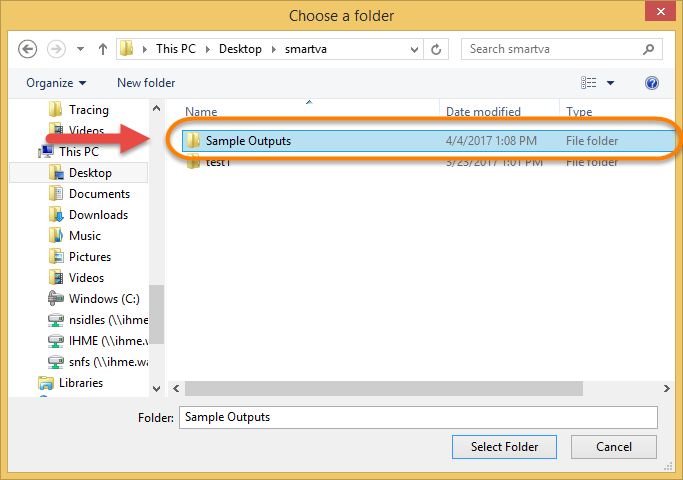 Choose a folder
This PC Desktop smartva
Search smartva
Organize New folder
Name Date modified Type
Tracing
Videos
This PC
Desktop
Documents
Downloads
Music
Pictures
Videos
Windows (C:)
nsidles (\\ihme.
IHME (\\ihme.wa
snfs (\\ihme.wa
Libraries
Sample Outputs 4/4/2017 1:08 PM File folder
test1 3/23/2017 1:01 PM File folder
Folder: Sample Outputs
Select Folder Cancel